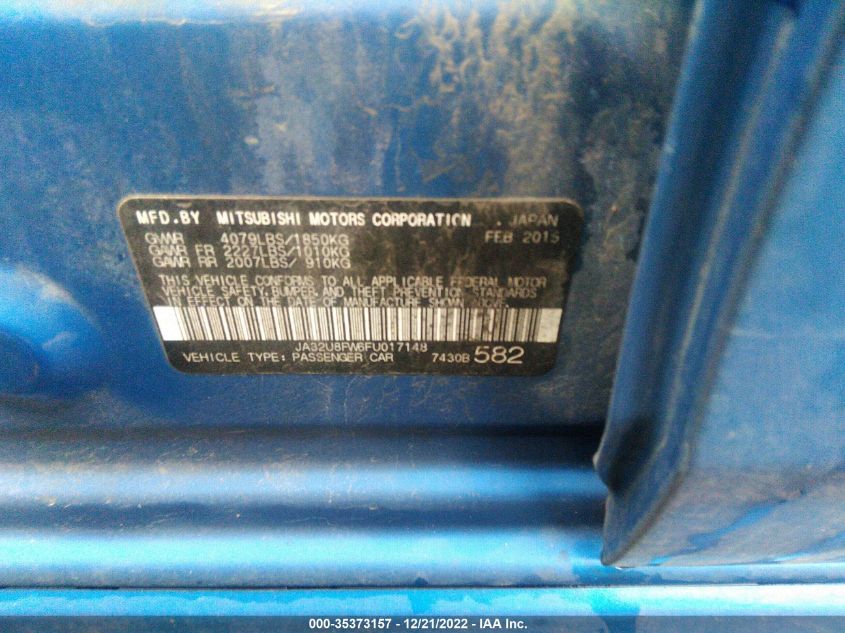 MFD.BY MITSUBISHI MOTORS CORPORATION JAPAN
GVWR 4079LBS/1850KG FEB 2015
GAWR FR 2227LBS/1010KG
GAWR RR 2007LBS/ 910KG
THIS VEHICLE CONFORMS TO ALL APPLICABLE FEDERAL MOTOR
VEHICLE SAFETY,BUMPER AND THEFT PREVENTION STANDARDS
IN EFFECT ON THE DATE OF MANUFACTURE SHOWN ABOVE.
JA32U8FW6FU017148
VEHICLE TYPE: PASSENGER CAR 7430B 582
000-35373157 - 12/21/2022 - IAA Inc.